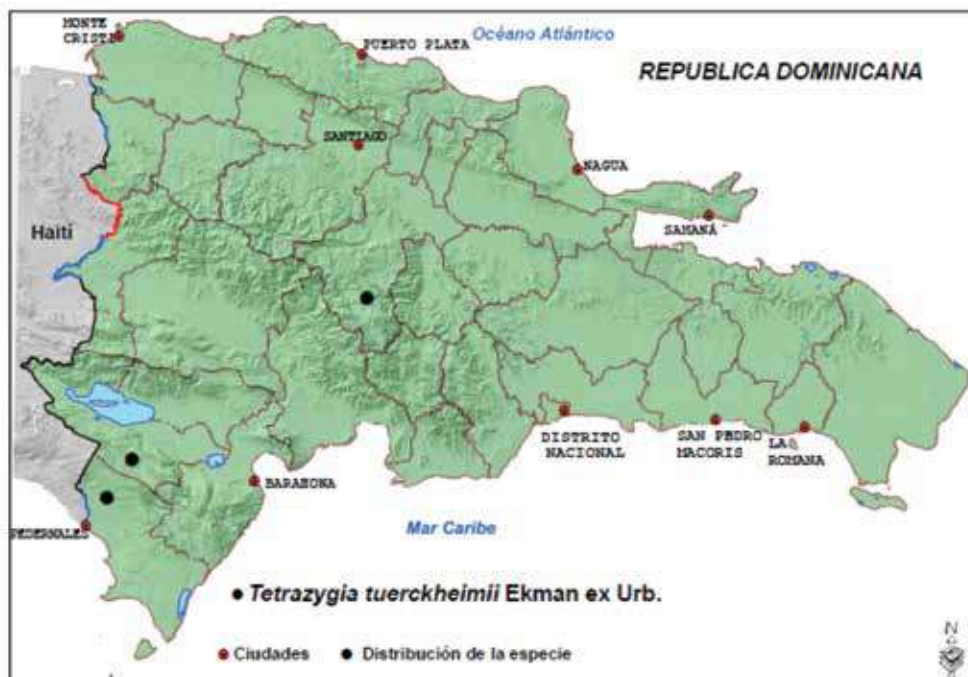 MONTE
CRISTI
PUERTO PLATA
Océano Atlántico
REPUBLICA DOMINICANA
SANTIAGO
NAGUA
SAMANÁ
Haití
DISTRITO
NACIONAL
SAN PEDRO
MACORIS
LA
ROMANA
BARAHONA
PEDERNALES
Mar Caribe
• Tetrazygia tuerckheimii Ekman ex Urb.
Ciudades
Distribución de la especie
N